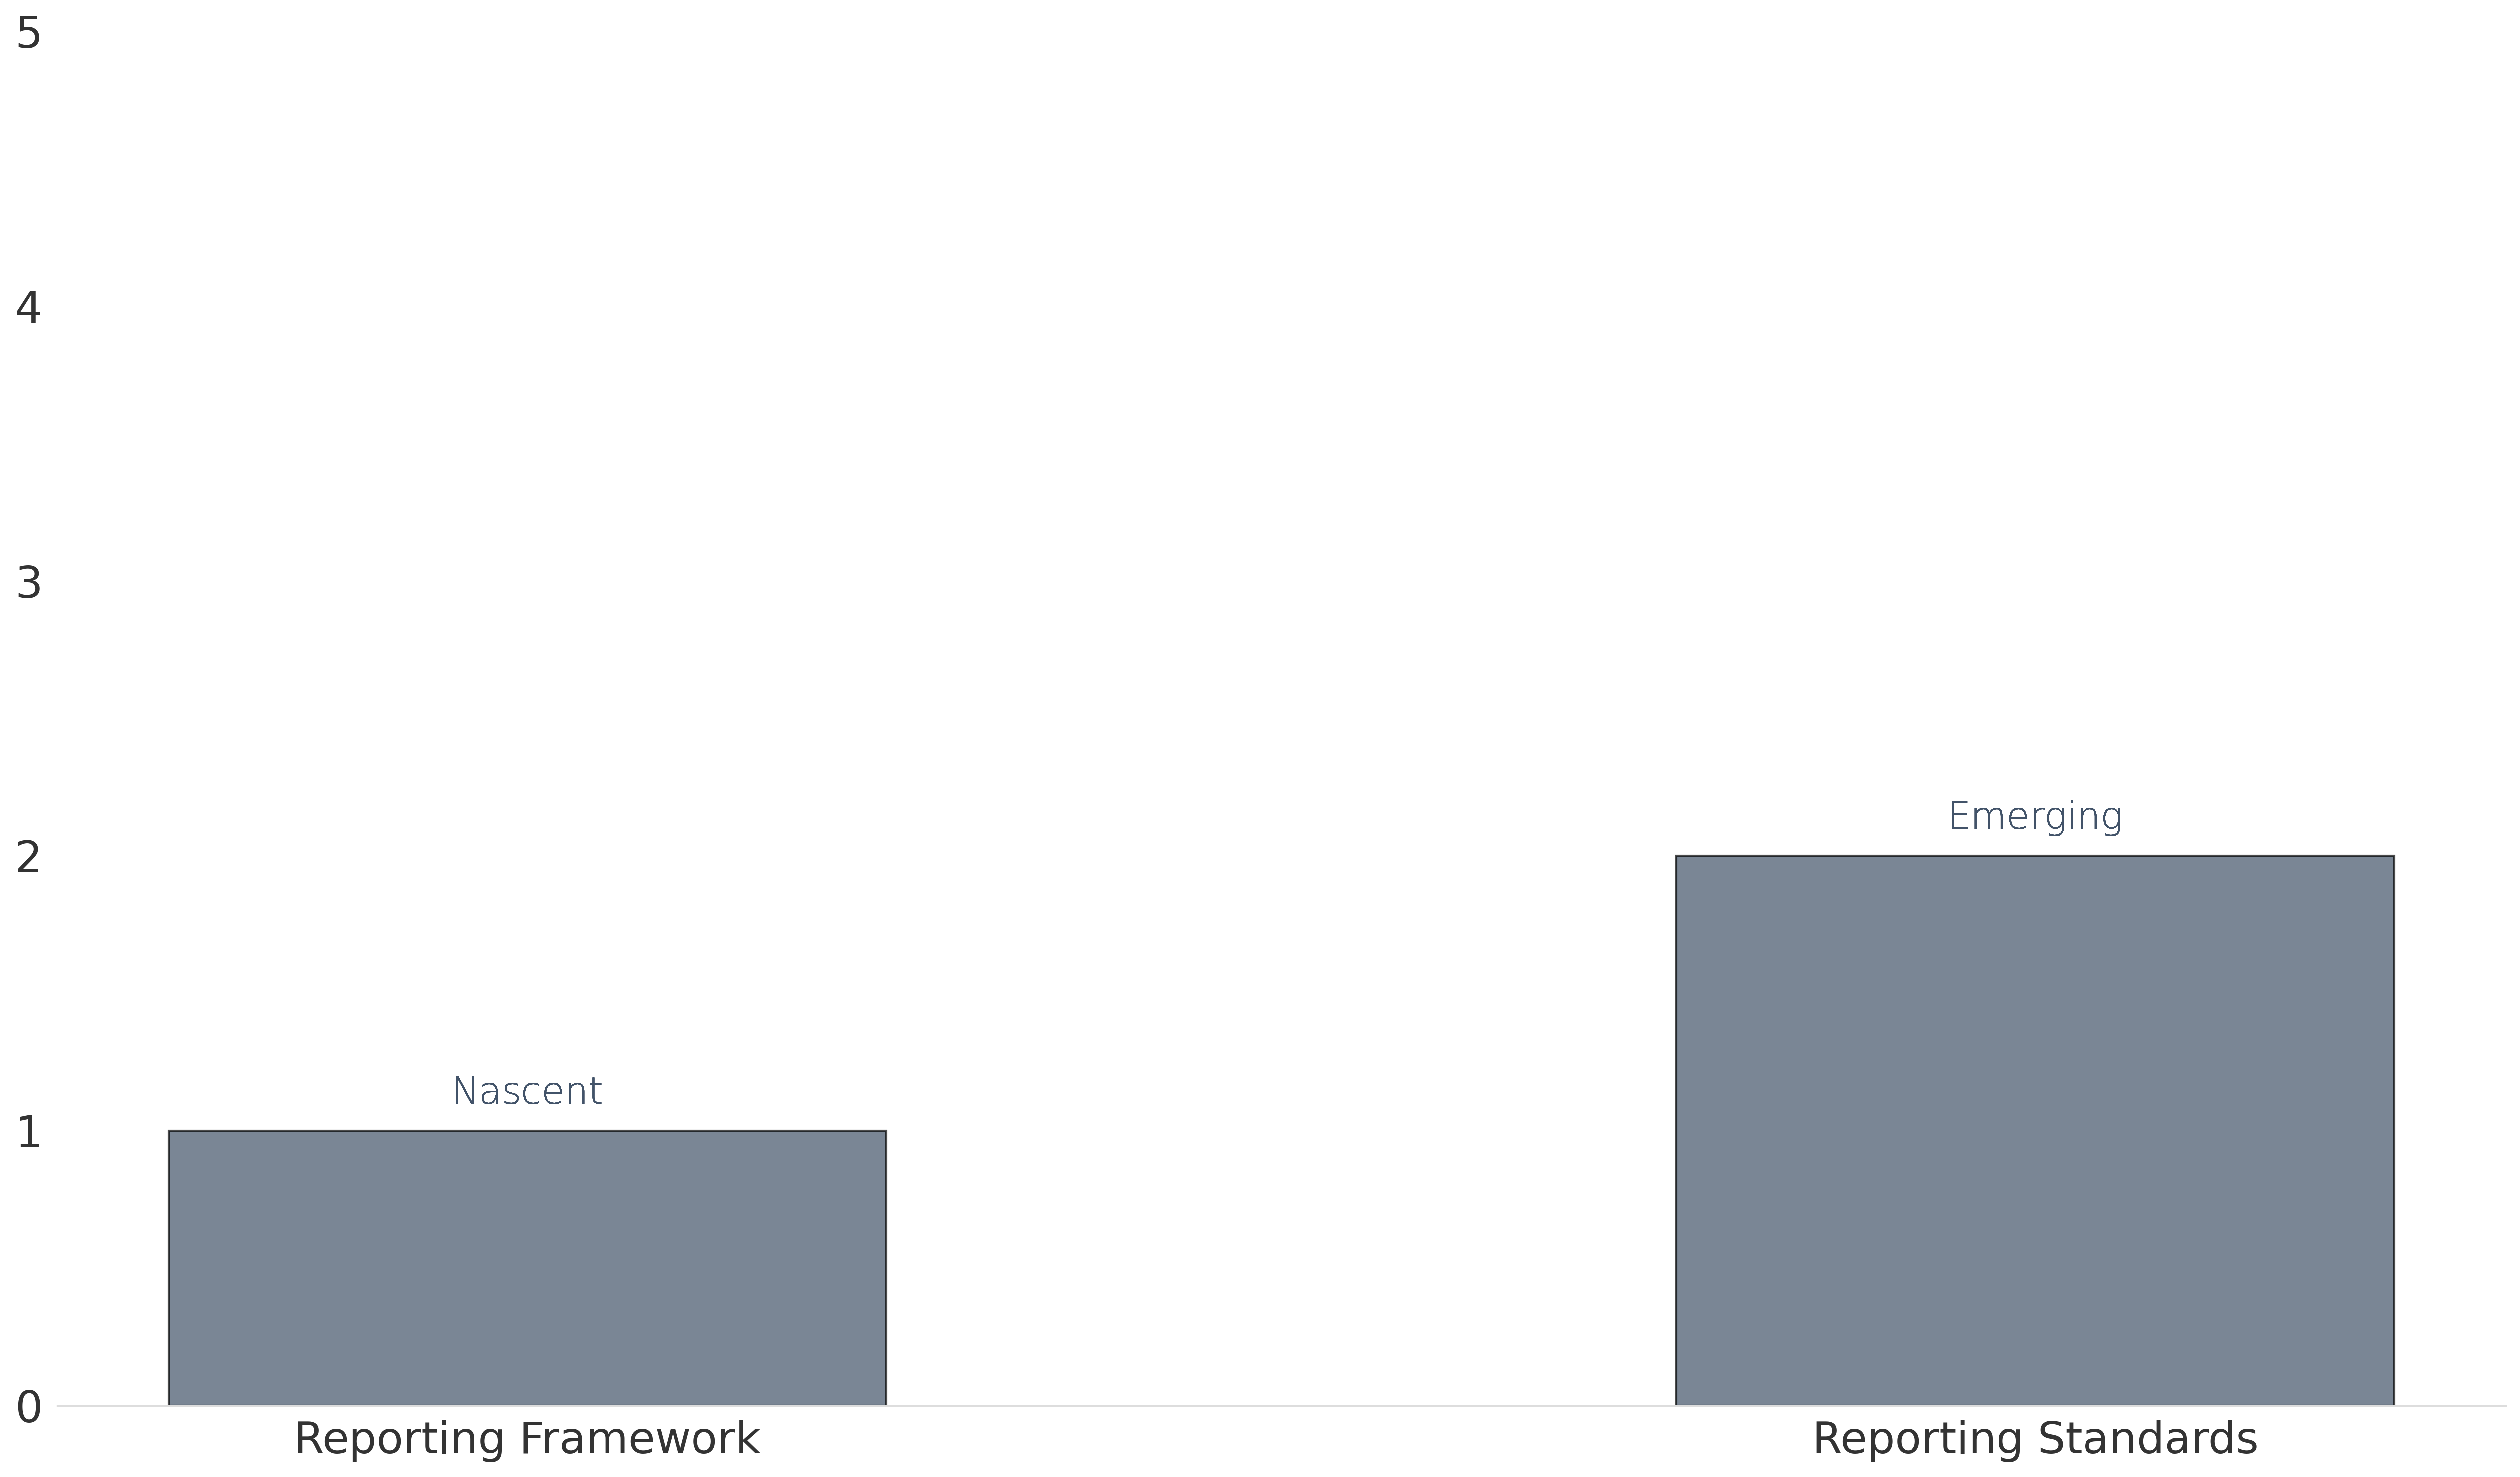 5
4
3
2
Emerging
1
Nascent
0
Reporting Framework
Reporting Standards